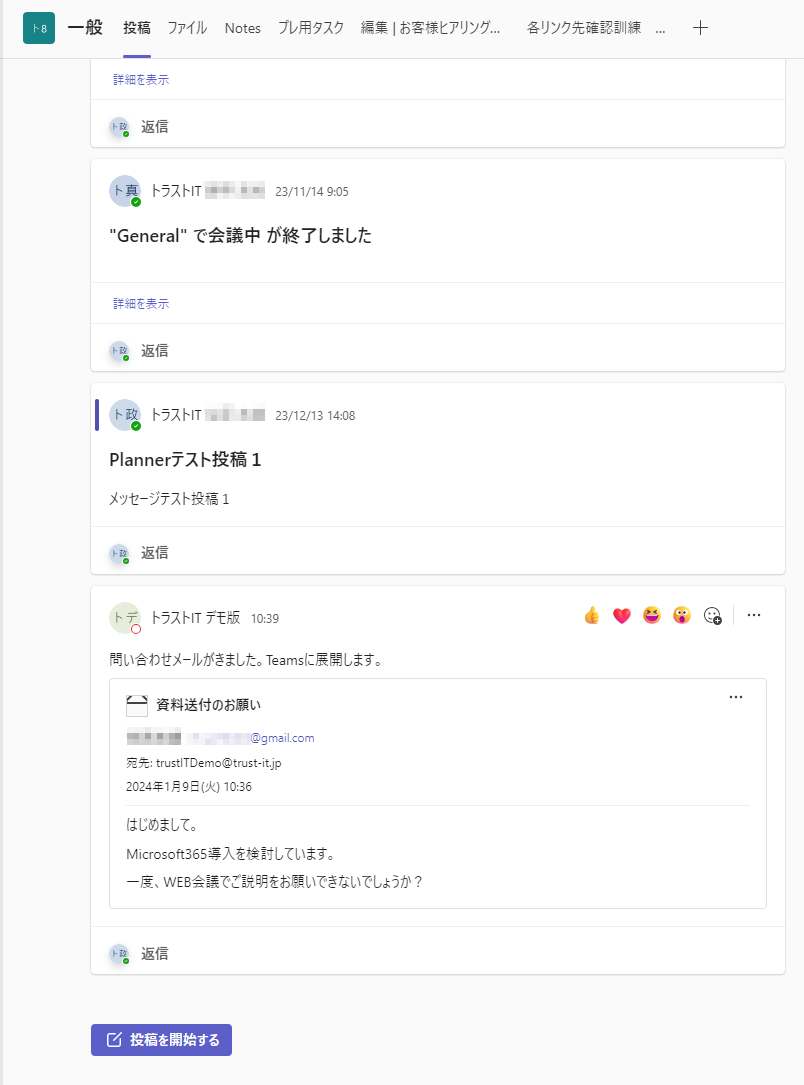 ト8 一般 投稿 ファイル Notes プレ用タスク 編集 | お客様ヒアリング... 各リンク先確認訓練 ...
詳細を表示
ト政 返信
ト真 トラストIT 23/11/14 9:05
"General" で会議中 が終了しました
詳細を表示
ト政 返信
ト政 トラストIT 23/12/13 14:08
Plannerテスト投稿 1
メッセージテスト投稿 1
ト政 返信
トデ トラストIT デモ版 10:39
問い合わせメールがきました。Teamsに展開します。
資料送付のお願い
@gmail.com
宛先: trustITDemo@trust-it.jp
2024年1月9日(火) 10:36
はじめまして。
Microsoft365導入を検討しています。
一度、WEB会議でご説明をお願いできないでしょうか？
ト政 返信
投稿を開始する